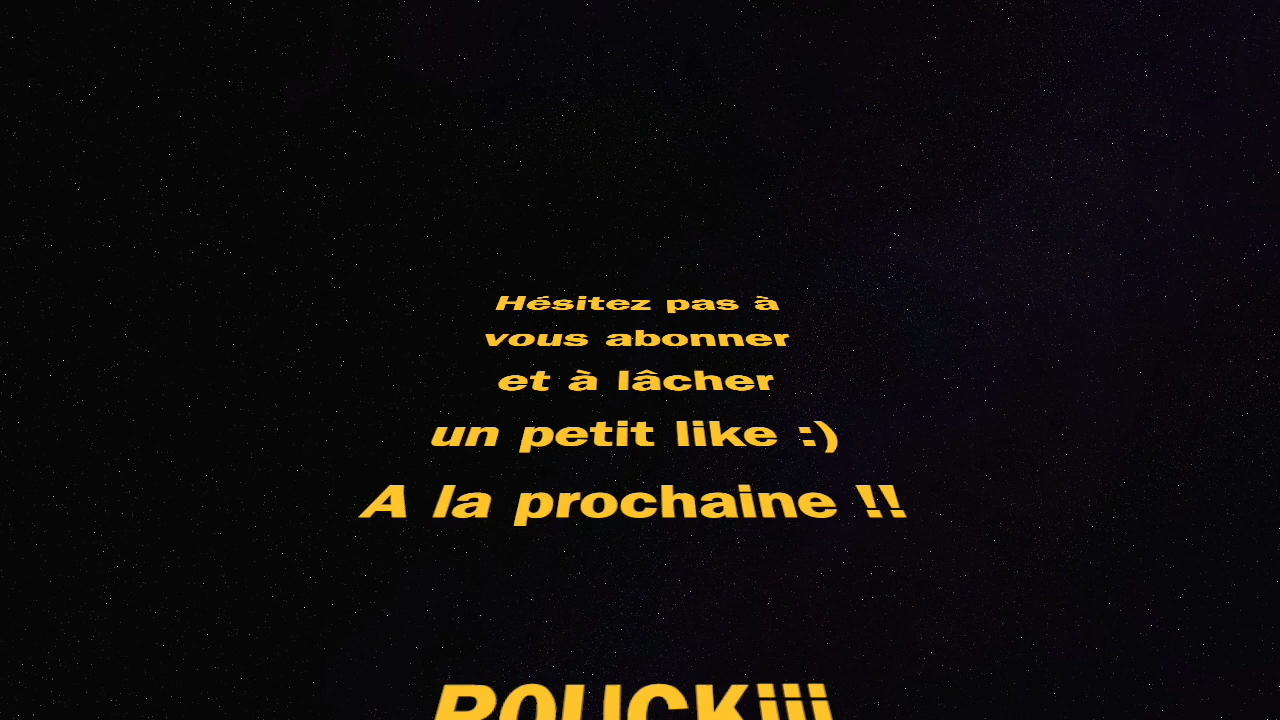 Hésitez pas à
vous abonner
et à lâcher
un petit like :)
A la prochaine !!